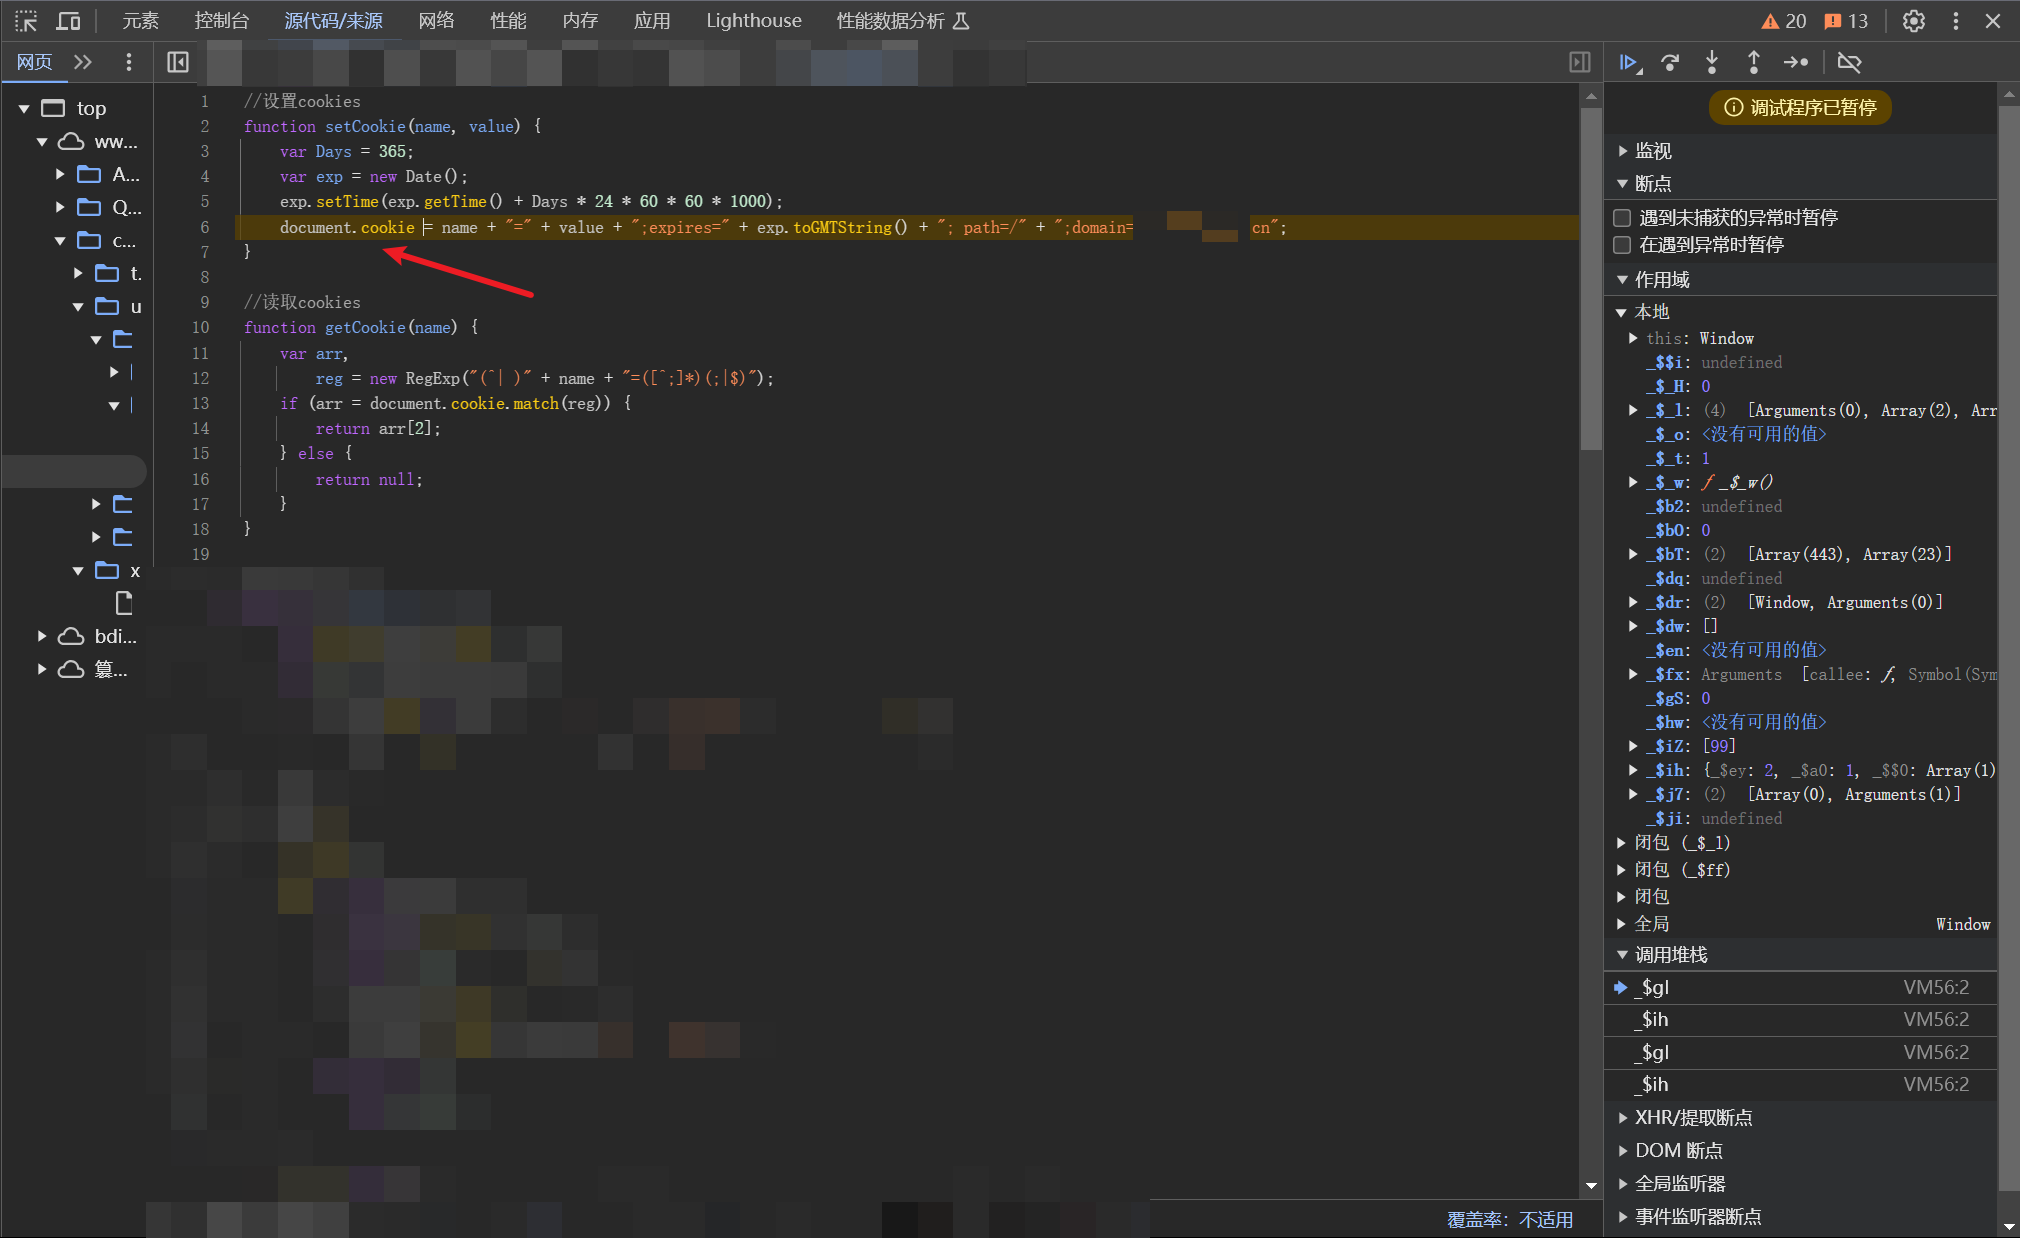 元素 控制台 源代码/来源 网络 性能 内存 应用 Lighthouse 性能数据分析 20 13
网页
top
ww...
A...
Q...
c...
t.
u
x
bdi...
篡...
1 //设置cookies
2 function setCookie(name, value) {
3 var Days = 365;
4 var exp = new Date();
5 exp.setTime(exp.getTime() + Days * 24 * 60 * 60 * 1000);
6 document.cookie = name + "=" + value + ";expires=" + exp.toGMTString() + "; path=/" + ";domain= cn";
7 }
8
9 //读取cookies
10 function getCookie(name) {
11 var arr,
12 reg = new RegExp("(^| )" + name + "=([^;]*)(;|$)");
13 if (arr = document.cookie.match(reg)) {
14 return arr[2];
15 } else {
16 return null;
17 }
18 }
19
覆盖率：不适用
调试程序已暂停
监视
断点
遇到未捕获的异常时暂停
在遇到异常时暂停
作用域
本地
this: Window
_$$i: undefined
_$_H: 0
_$_l: (4) [Arguments(0), Array(2), Arr
_$_o: <没有可用的值>
_$_t: 1
_$_w: ƒ _$_w()
_$b2: undefined
_$bO: 0
_$bT: (2) [Array(443), Array(23)]
_$dq: undefined
_$dr: (2) [Window, Arguments(0)]
_$dw: []
_$en: <没有可用的值>
_$fx: Arguments [callee: ƒ, Symbol(Sym
_$gS: 0
_$hw: <没有可用的值>
_$iZ: [99]
_$ih: {_$ey: 2, _$a0: 1, _$$0: Array(1)
_$j7: (2) [Array(0), Arguments(1)]
_$ji: undefined
闭包 (_$_l)
闭包 (_$ff)
闭包
全局 Window
调用堆栈
_$gl VM56:2
_$ih VM56:2
_$gl VM56:2
_$ih VM56:2
XHR/提取断点
DOM 断点
全局监听器
事件监听器断点